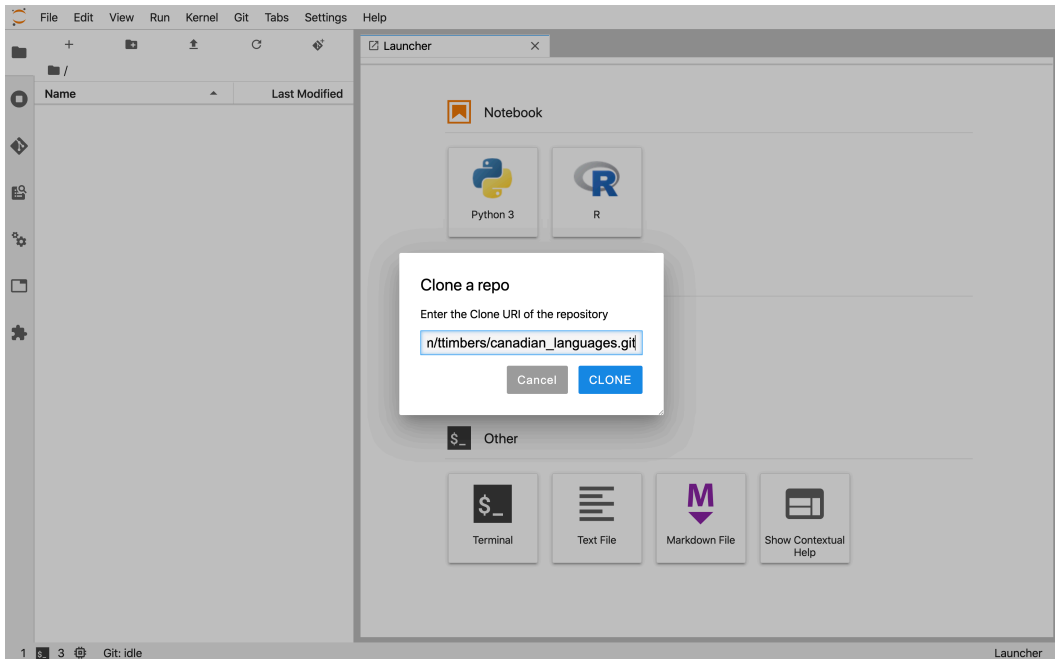 File Edit View Run Kernel Git Tabs Settings Help
Launcher
/
Name Last Modified
Notebook
Python 3 R
Clone a repo
Enter the Clone URI of the repository
n/ttimbers/canadian_languages.git
Cancel CLONE
$_ Other
$_
Terminal Text File Markdown File Show Contextual
Help
1 $_ 3 Git: idle Launcher